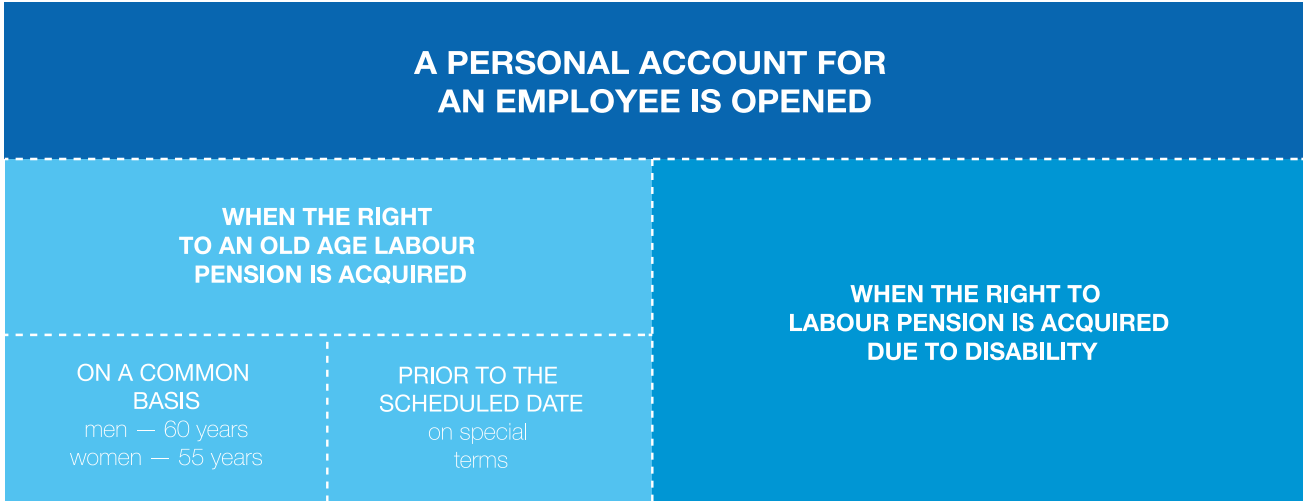 A PERSONAL ACCOUNT FOR
AN EMPLOYEE IS OPENED
WHEN THE RIGHT
TO AN OLD AGE LABOUR
PENSION IS ACQUIRED
ON A COMMON
BASIS
men — 60 years
women — 55 years
PRIOR TO THE
SCHEDULED DATE
on special
terms
WHEN THE RIGHT TO
LABOUR PENSION IS ACQUIRED
DUE TO DISABILITY